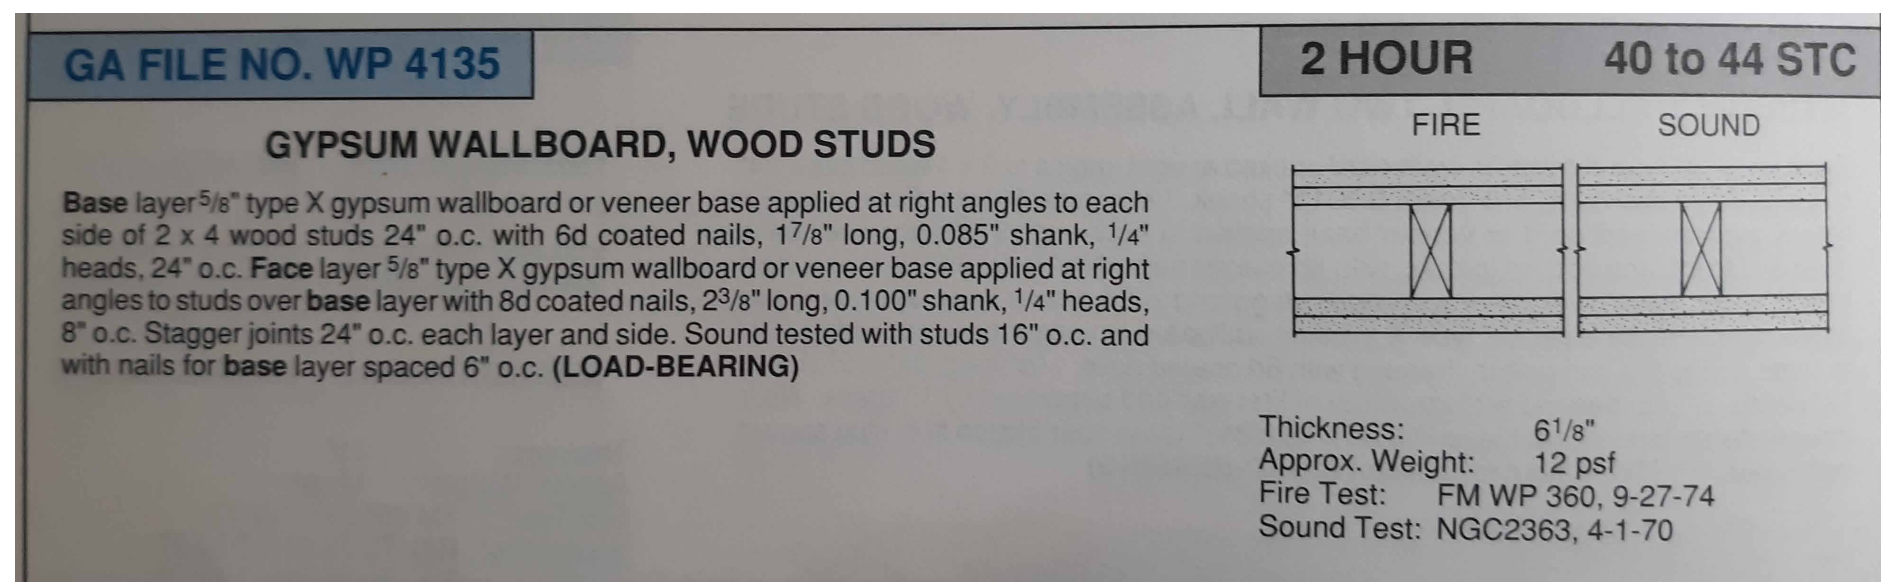 GA FILE NO. WP 4135
2 HOUR 40 to 44 STC
GYPSUM WALLBOARD, WOOD STUDS
FIRE SOUND
Base layer 5/8" type X gypsum wallboard or veneer base applied at right angles to each
side of 2 x 4 wood studs 24" o.c. with 6d coated nails, 1 7/8" long, 0.085" shank, 1/4"
heads, 24" o.c. Face layer 5/8" type X gypsum wallboard or veneer base applied at right
angles to studs over base layer with 8d coated nails, 2 3/8" long, 0.100" shank, 1/4" heads,
8" o.c. Stagger joints 24" o.c. each layer and side. Sound tested with studs 16" o.c. and
with nails for base layer spaced 6" o.c. (LOAD-BEARING)
Thickness: 6 1/8"
Approx. Weight: 12 psf
Fire Test: FM WP 360, 9-27-74
Sound Test: NGC2363, 4-1-70